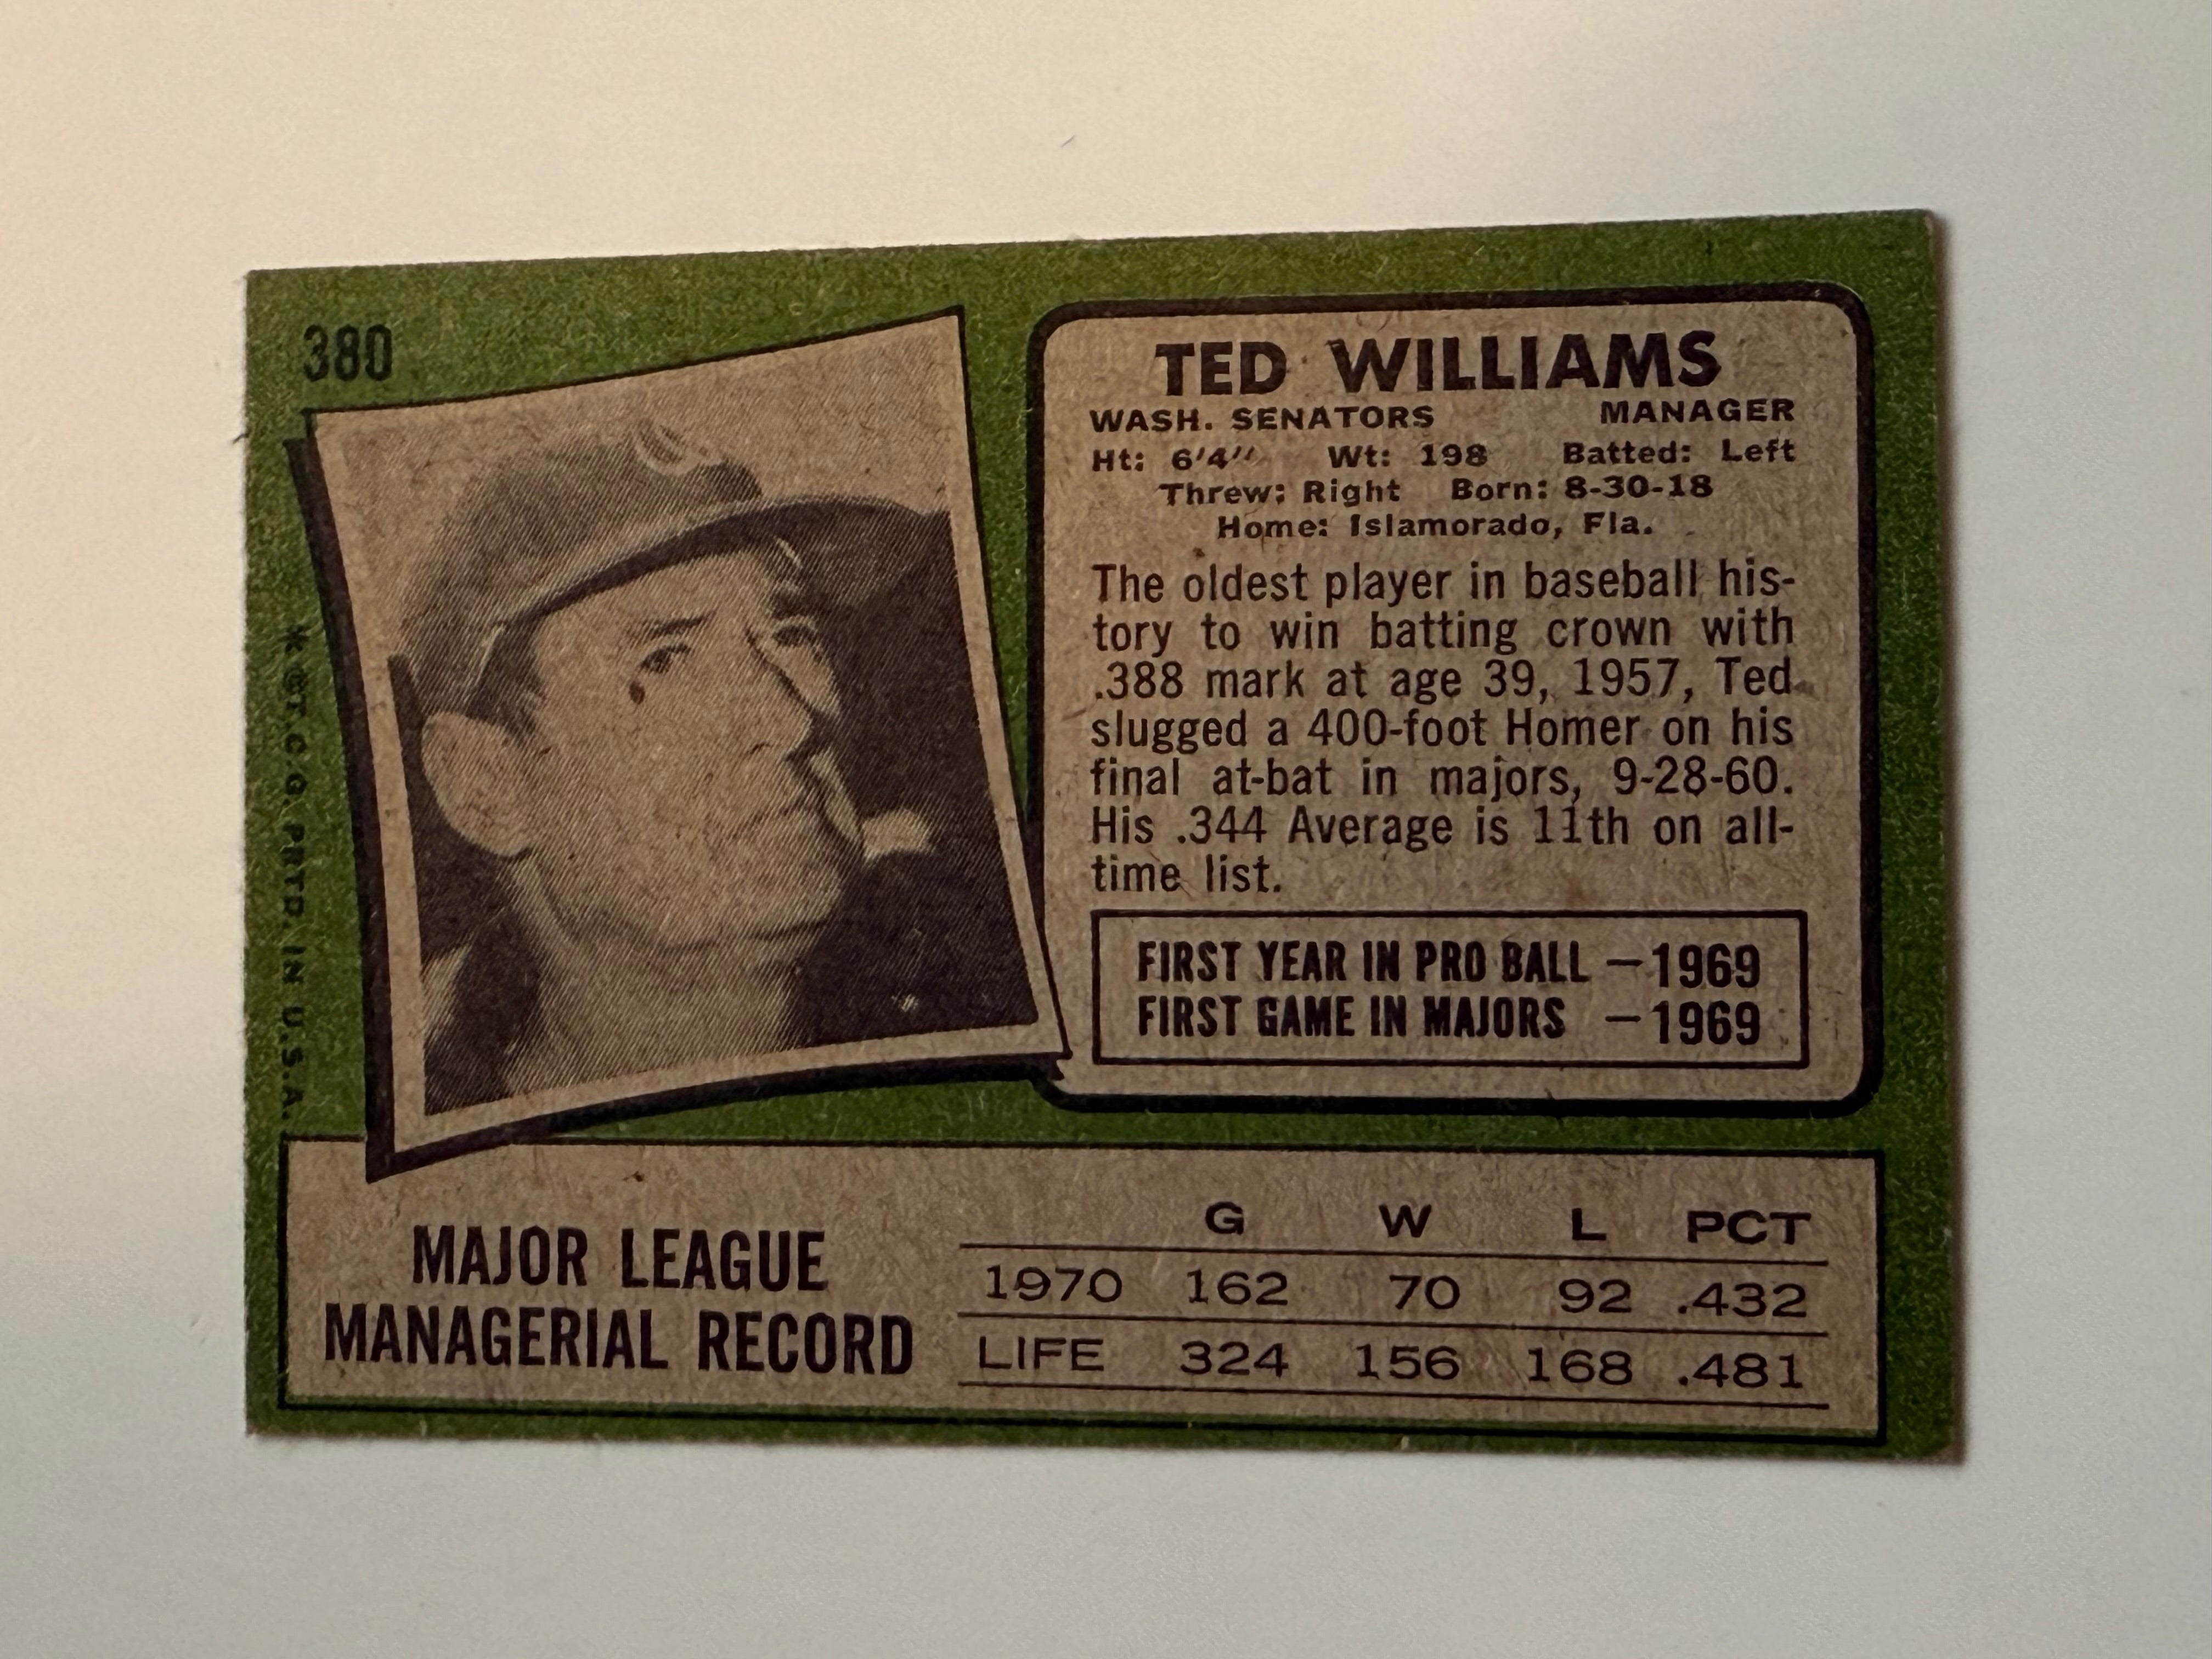 380
* ©T.C.G. PRTD. IN U.S.A.
TED WILLIAMS
WASH. SENATORS MANAGER
Ht: 6'4" Wt: 198 Batted: Left
Threw: Right Born: 8-30-18
Home: Islamorado, Fla.
The oldest player in baseball his-
tory to win batting crown with
.388 mark at age 39, 1957, Ted
slugged a 400-foot Homer on his
final at-bat in majors, 9-28-60.
His .344 Average is 11th on all-
time list.
FIRST YEAR IN PRO BALL —1969
FIRST GAME IN MAJORS —1969
MAJOR LEAGUE
MANAGERIAL RECORD
G W L PCT
1970 162 70 92 .432
LIFE 324 156 168 .481